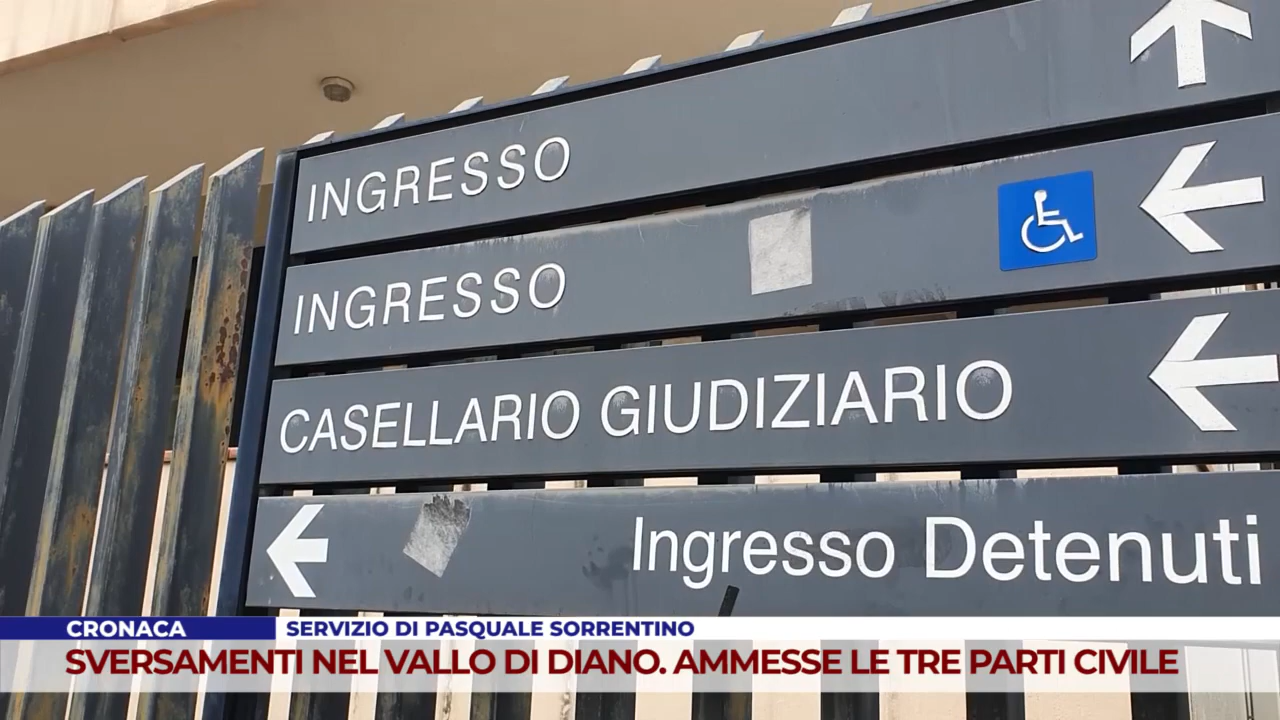 INGRESSO
INGRESSO
CASELLARIO GIUDIZIARIO
Ingresso Detenuti
CRONACA
SERVIZIO DI PASQUALE SORRENTINO
SVERSAMENTI NEL VALLO DI DIANO. AMMESSE LE TRE PARTI CIVILE